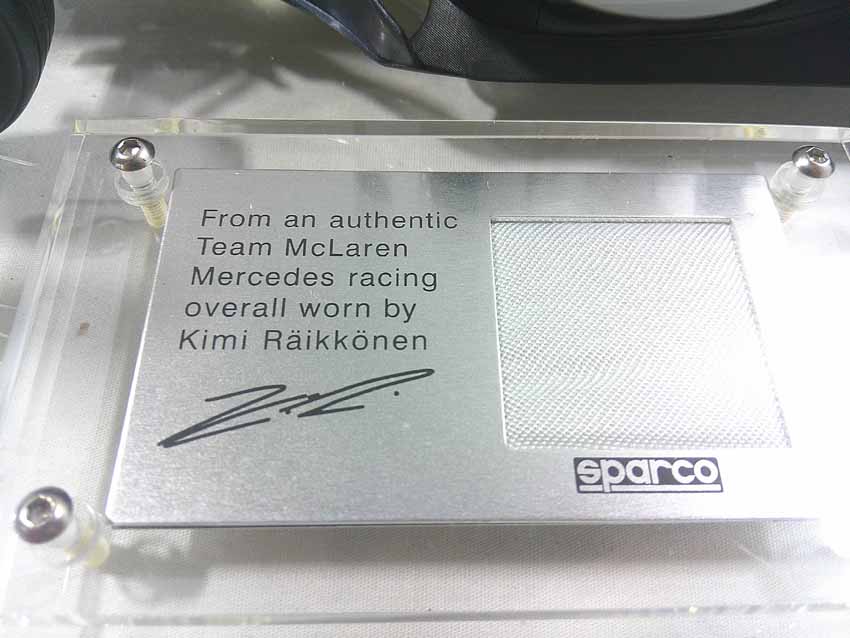 From an authentic
Team McLaren
Mercedes racing
overall worn by
Kimi Räikkönen
sparco